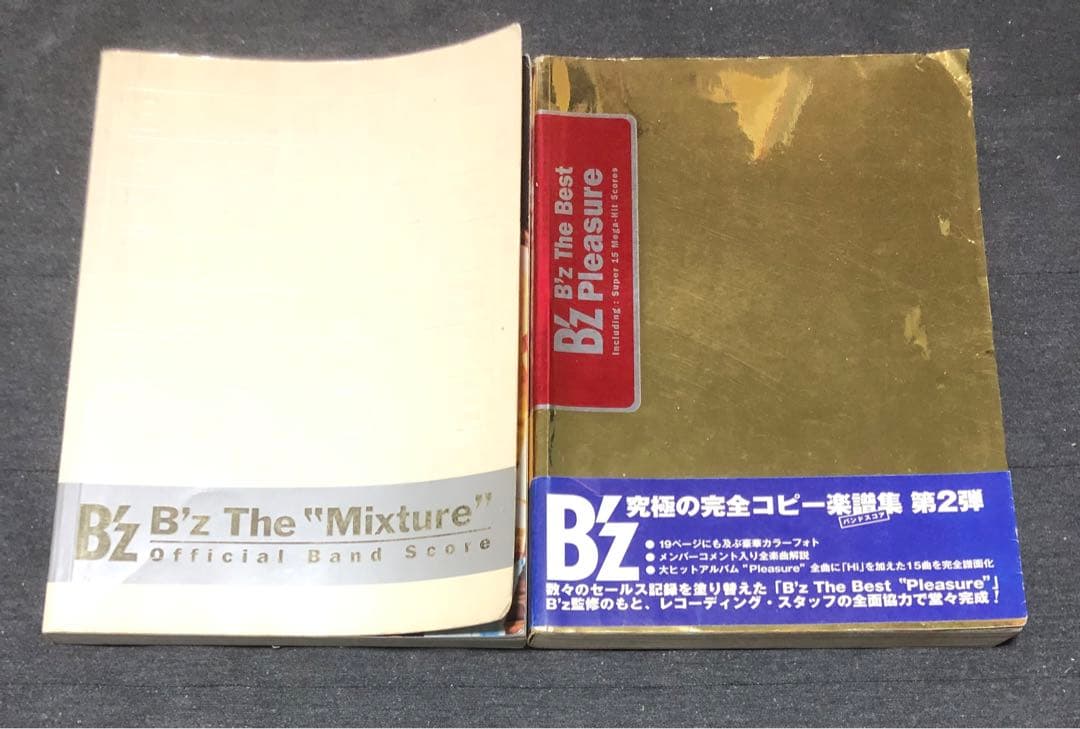 B'z B'z The "Mixture"
Official Band Score
B'z B'z The Best
Pleasure
Including : Super 15 Mega-Hit Scores
B'z 究極の完全コピー楽譜集 第2弾
バンドスコア
● 19ページにも及ぶ豪華カラーフォト
● メンバーコメント入り全楽曲解説
● 大ヒットアルバム "Pleasure" 全曲に「Hi」を加えた15曲を完全譜面化
数々のセールス記録を塗り替えた「B'z The Best "Pleasure"」
B'z監修のもと、レコーディング・スタッフの全面協力で堂々完成!